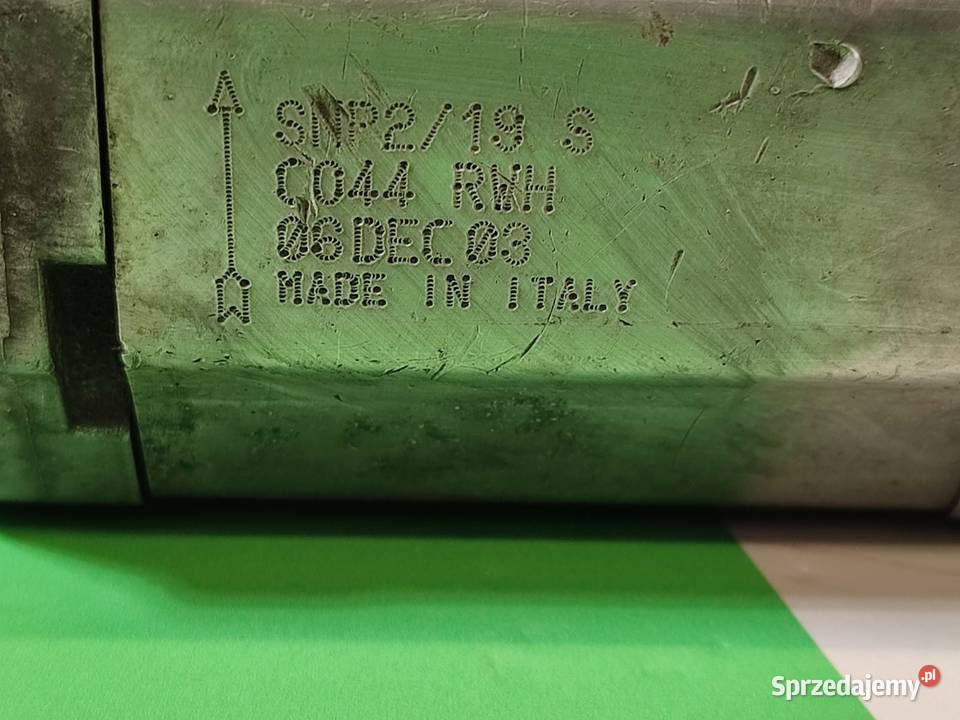 SNP2/19 S
C044 RWH
06DEC03
MADE IN ITALY
Sprzedajemy.pl